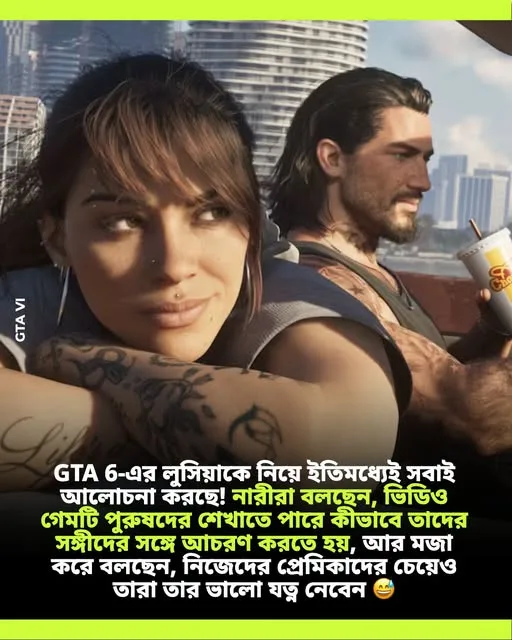 GTA VI
GTA 6-এর লুসিয়াকে নিয়ে ইতিমধ্যেই সবাই
আলোচনা করছে! নারীরা বলছেন, ভিডিও
গেমটি পুরুষদের শেখাতে পারে কীভাবে তাদের
সঙ্গীদের সঙ্গে আচরণ করতে হয়, আর মজা
করে বলছেন, নিজেদের প্রেমিকাদের চেয়েও
তারা তার ভালো যত্ন নেবেন 😅